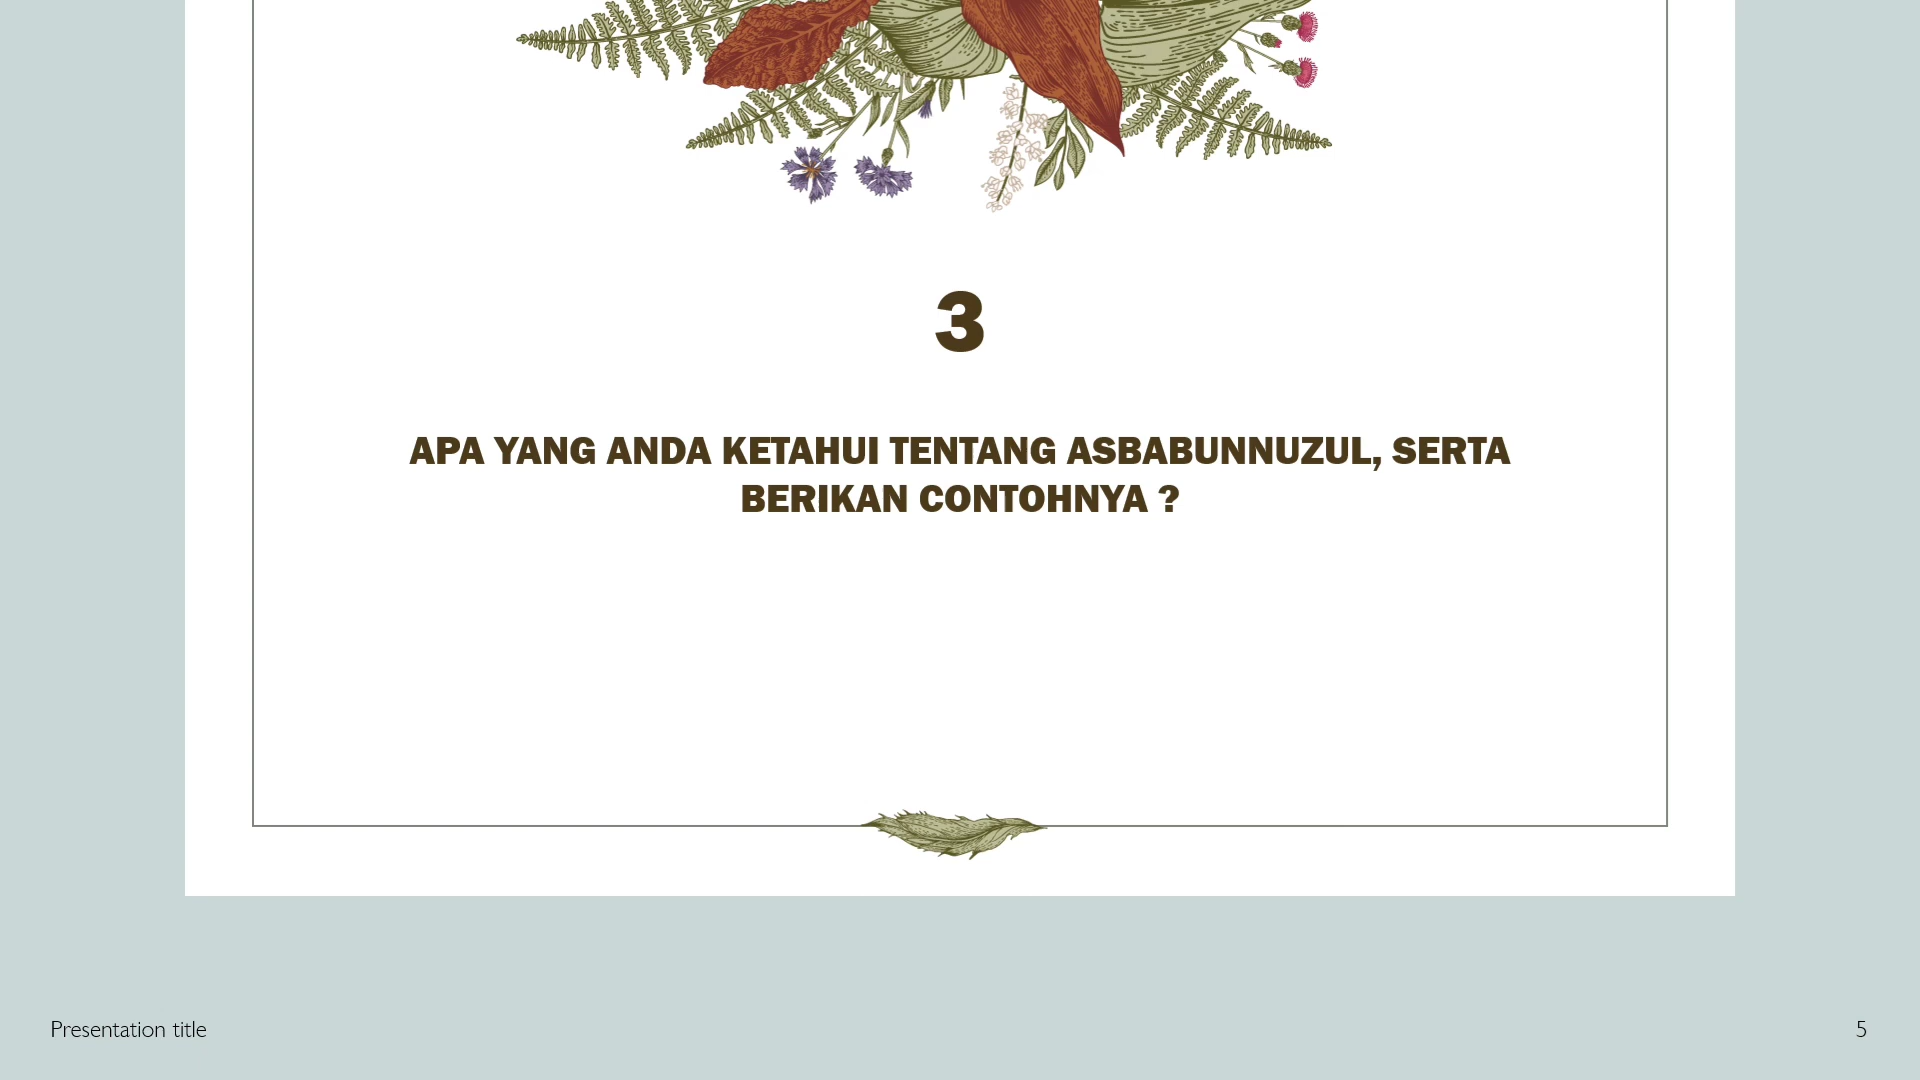 3
APA YANG ANDA KETAHUI TENTANG ASBABUNNUZUL, SERTA
BERIKAN CONTOHNYA ?
Presentation title
5